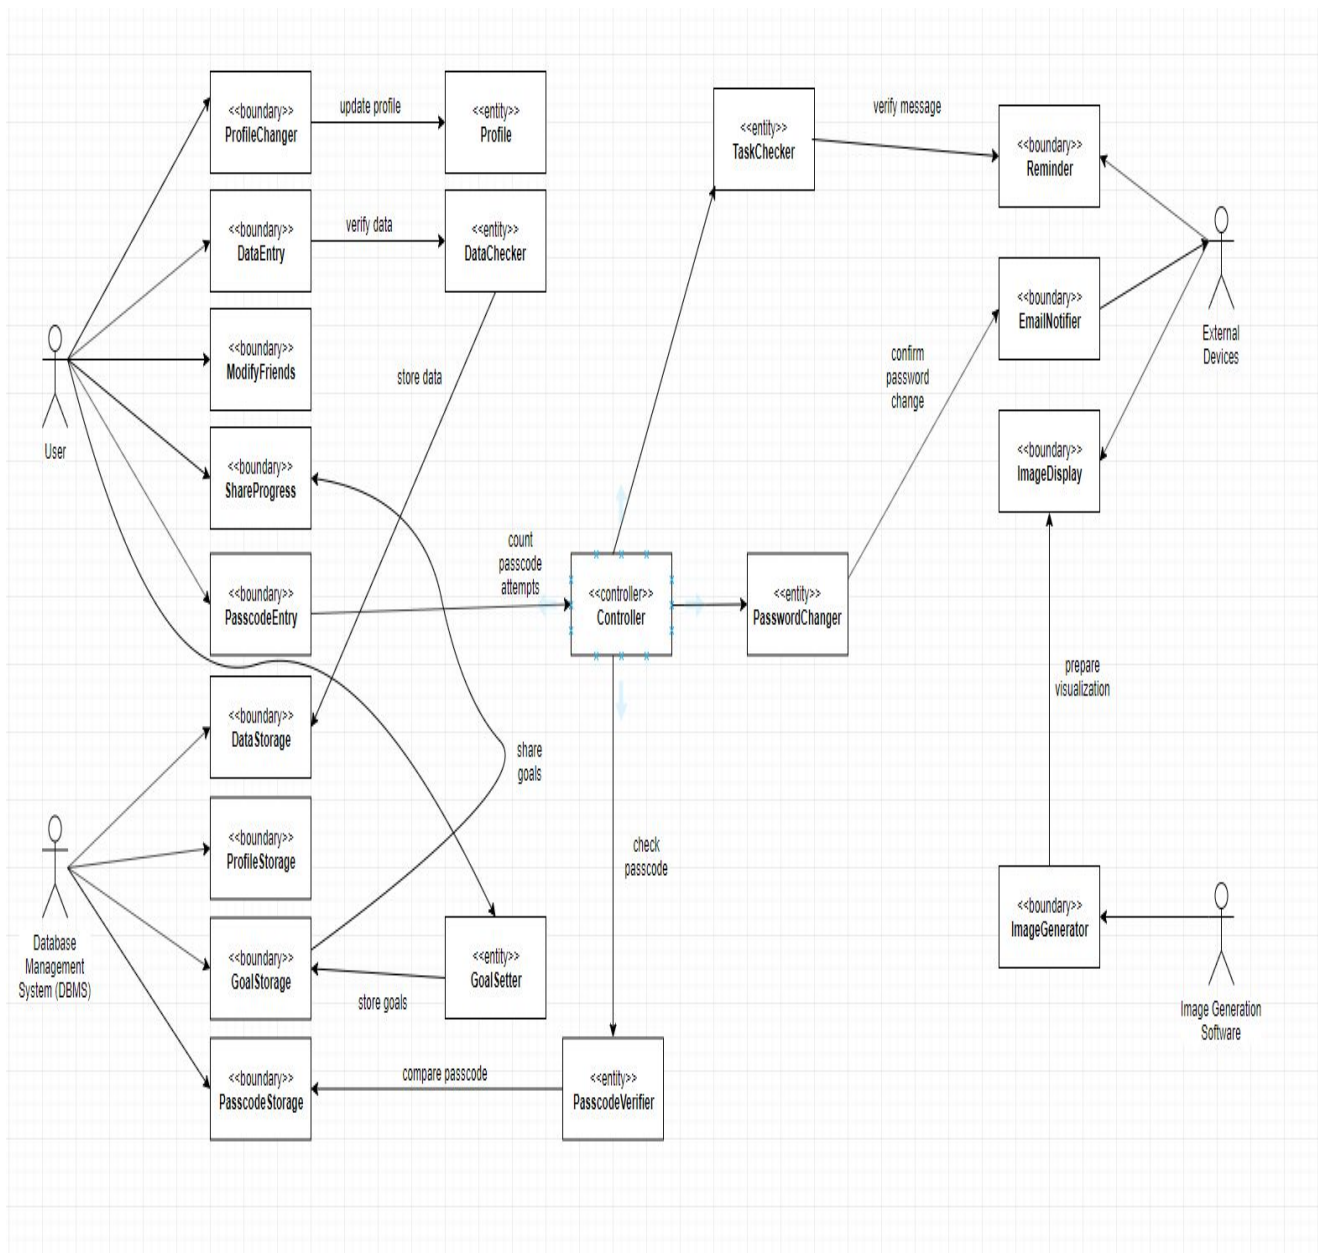 <<boundary>>
ProfileChanger
update profile
<<entity>>
Profile
<<entity>>
TaskChecker
verify message
<<boundary>>
Reminder
<<boundary>>
DataEntry
verify data
<<entity>>
DataChecker
<<boundary>>
EmailNotifier
External
Devices
<<boundary>>
ModifyFriends
store data
confirm
password
change
User
<<boundary>>
ShareProgress
<<boundary>>
ImageDisplay
<<boundary>>
PasscodeEntry
count
passcode
attempts
<<controller>>
Controller
<<entity>>
PasswordChanger
prepare
visualization
<<boundary>>
DataStorage
share
goals
<<boundary>>
ProfileStorage
check
passcode
Database
Management
System (DBMS)
<<boundary>>
GoalStorage
store goals
<<entity>>
GoalSetter
<<boundary>>
ImageGenerator
Image Generation
Software
<<boundary>>
PasscodeStorage
compare passcode
<<entity>>
PasscodeVerifier